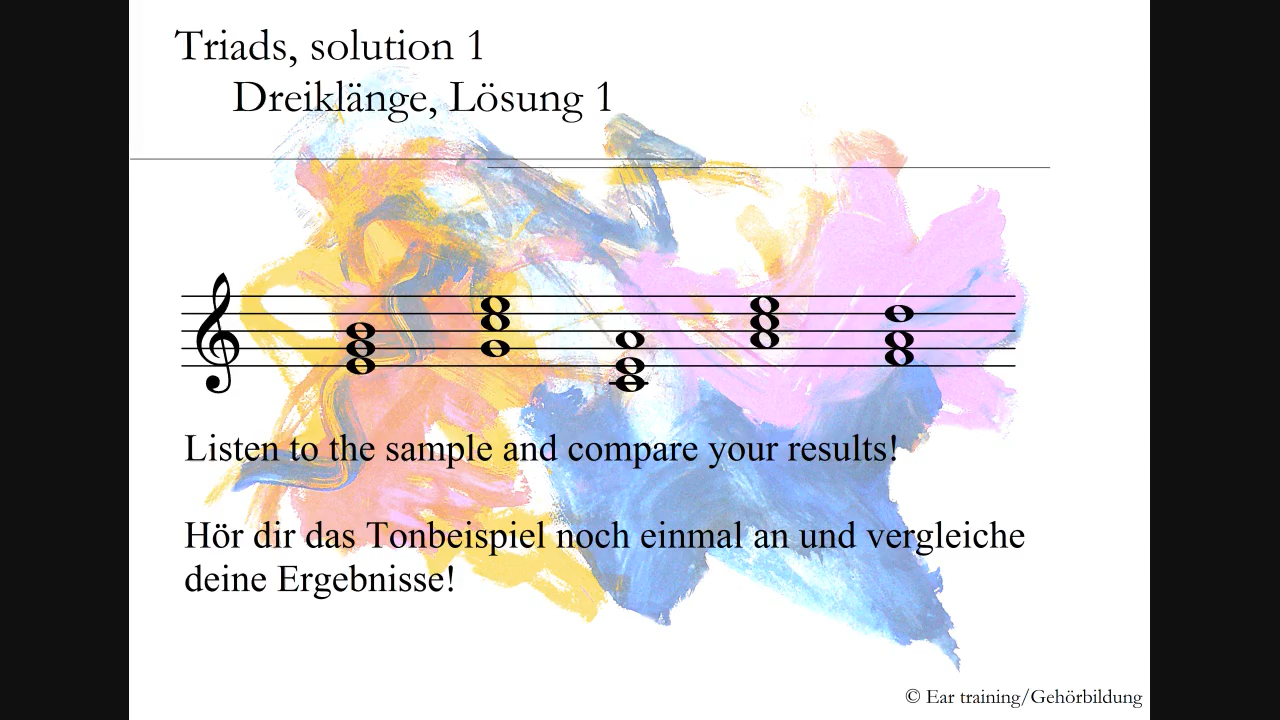 Triads, solution 1
Dreiklänge, Lösung 1
Listen to the sample and compare your results!
Hör dir das Tonbeispiel noch einmal an und vergleiche
deine Ergebnisse!
© Ear training/Gehörbildung